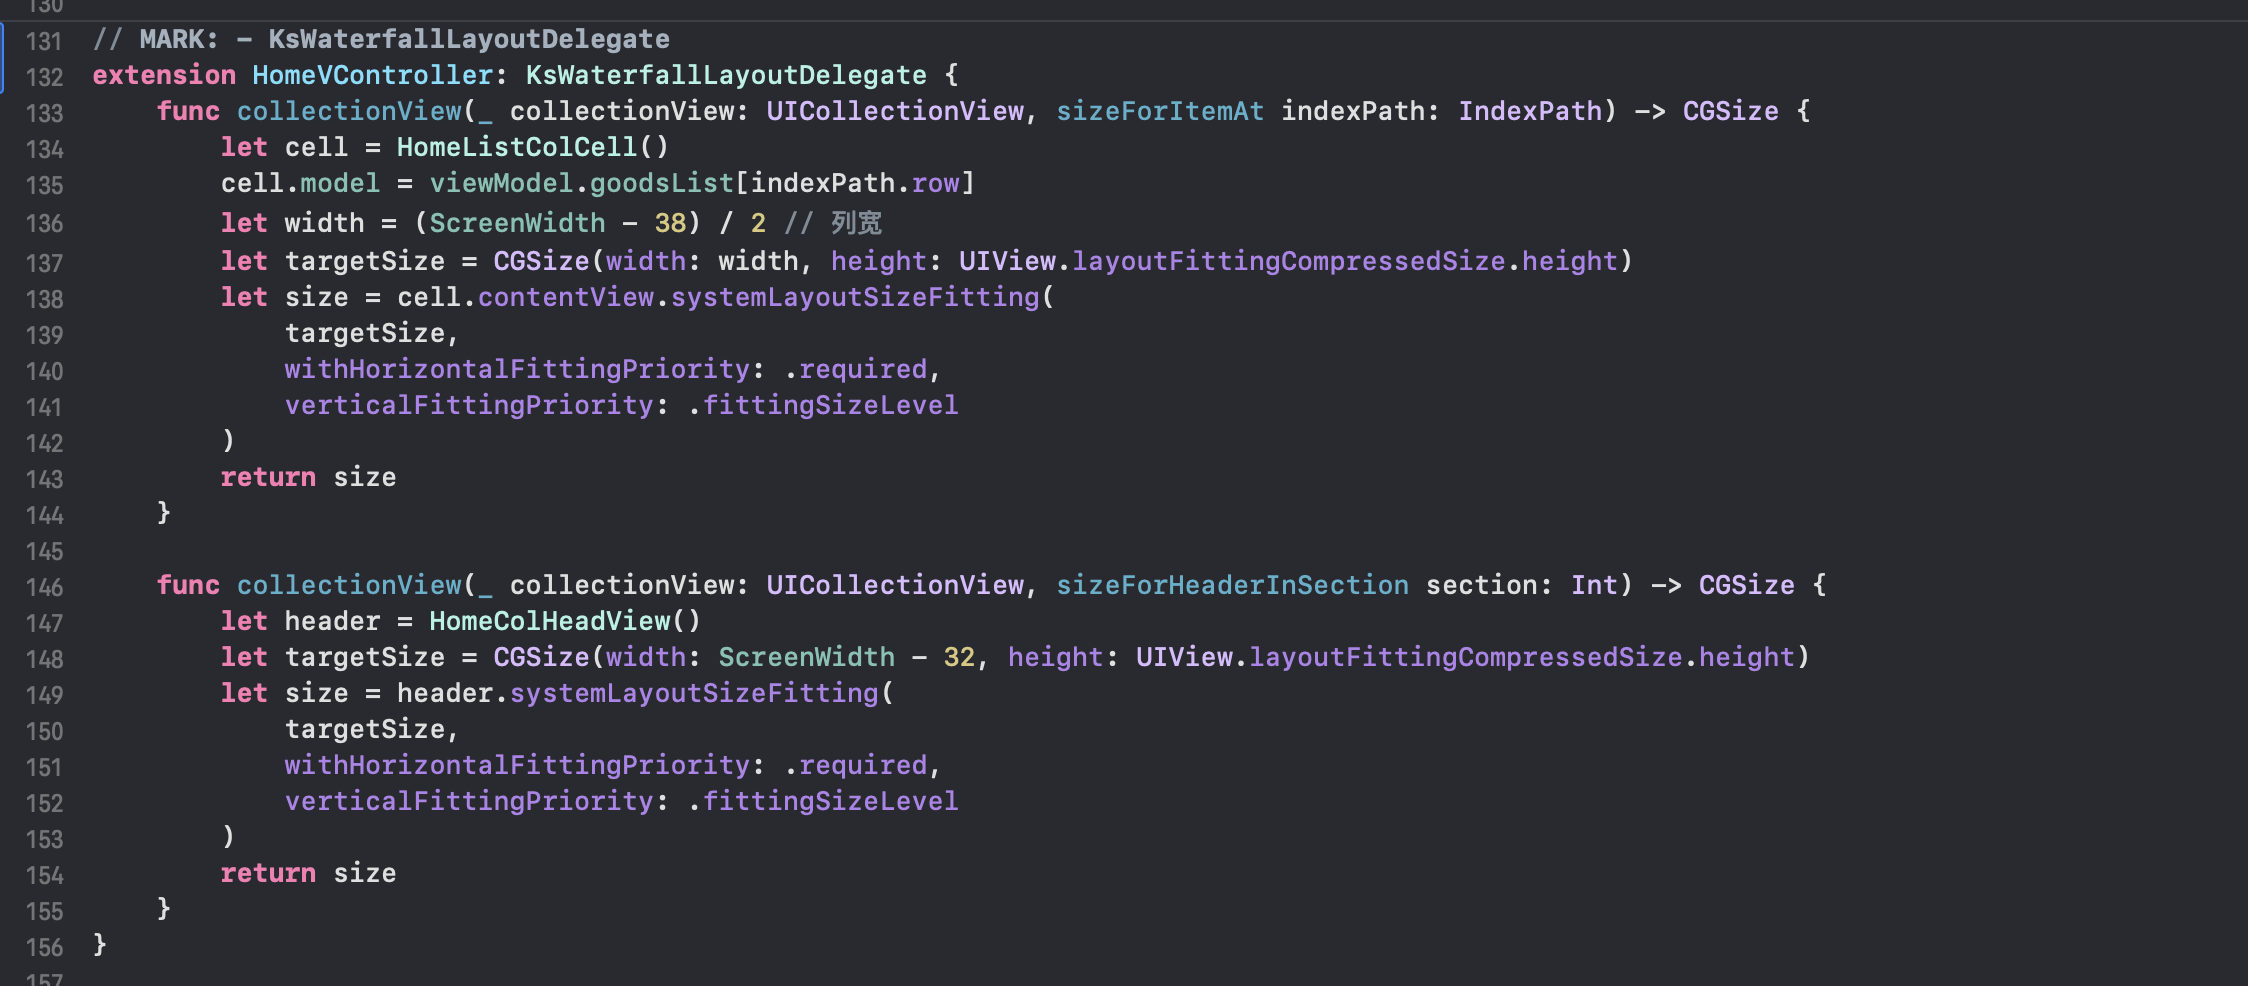 130
131 // MARK: - KsWaterfallLayoutDelegate
132 extension HomeVController: KsWaterfallLayoutDelegate {
133     func collectionView(_ collectionView: UICollectionView, sizeForItemAt indexPath: IndexPath) -> CGSize {
134         let cell = HomeListColCell()
135         cell.model = viewModel.goodsList[indexPath.row]
136         let width = (ScreenWidth - 38) / 2 // 列宽
137         let targetSize = CGSize(width: width, height: UIView.layoutFittingCompressedSize.height)
138         let size = cell.contentView.systemLayoutSizeFitting(
139             targetSize,
140             withHorizontalFittingPriority: .required,
141             verticalFittingPriority: .fittingSizeLevel
142         )
143         return size
144     }
145
146     func collectionView(_ collectionView: UICollectionView, sizeForHeaderInSection section: Int) -> CGSize {
147         let header = HomeColHeadView()
148         let targetSize = CGSize(width: ScreenWidth - 32, height: UIView.layoutFittingCompressedSize.height)
149         let size = header.systemLayoutSizeFitting(
150             targetSize,
151             withHorizontalFittingPriority: .required,
152             verticalFittingPriority: .fittingSizeLevel
153         )
154         return size
155     }
156 }
157